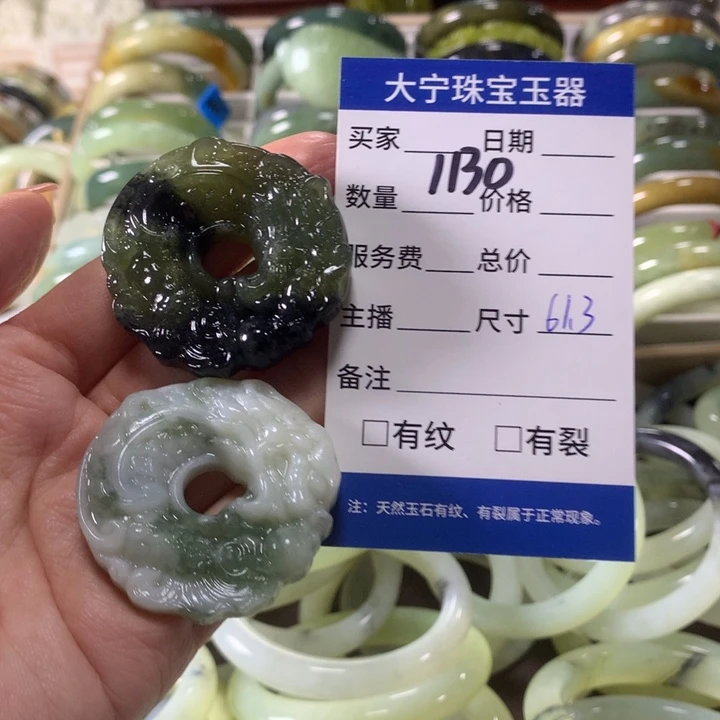 大宁珠宝玉器
买家 日期
1130
数量 价格
服务费 总价
主播 尺寸 61.3
备注
□有纹 □有裂
注：天然玉石有纹、有裂属于正常现象。